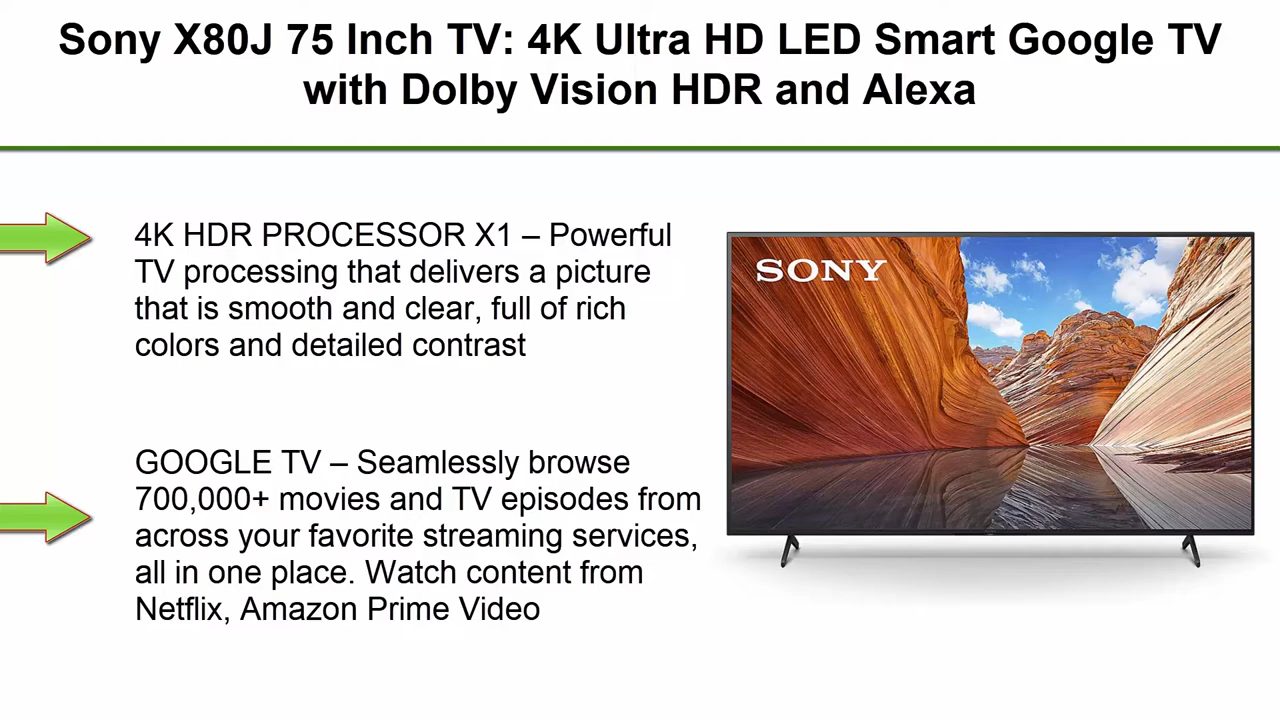 Sony X80J 75 Inch TV: 4K Ultra HD LED Smart Google TV
with Dolby Vision HDR and Alexa
4K HDR PROCESSOR X1 – Powerful
TV processing that delivers a picture
that is smooth and clear, full of rich
colors and detailed contrast
SONY
GOOGLE TV – Seamlessly browse
700,000+ movies and TV episodes from
across your favorite streaming services,
all in one place. Watch content from
Netflix, Amazon Prime Video